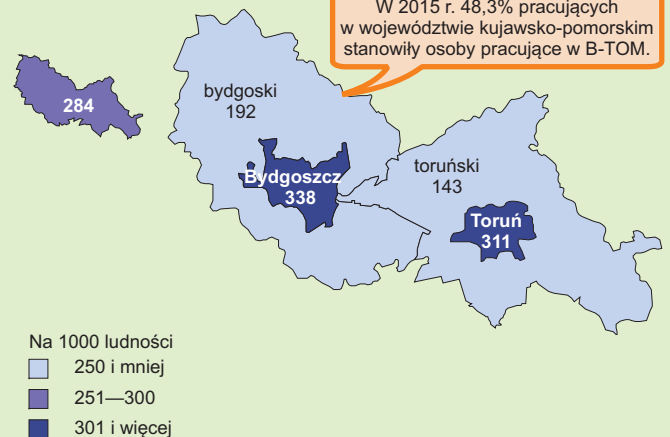 W 2015 r. 48,3% pracujących
w województwie kujawsko-pomorskim
stanowiły osoby pracujące w B-TOM.
284
bydgoski
192
Bydgoszcz
338
toruński
143
Toruń
311
Na 1000 ludności
250 i mniej
251—300
301 i więcej